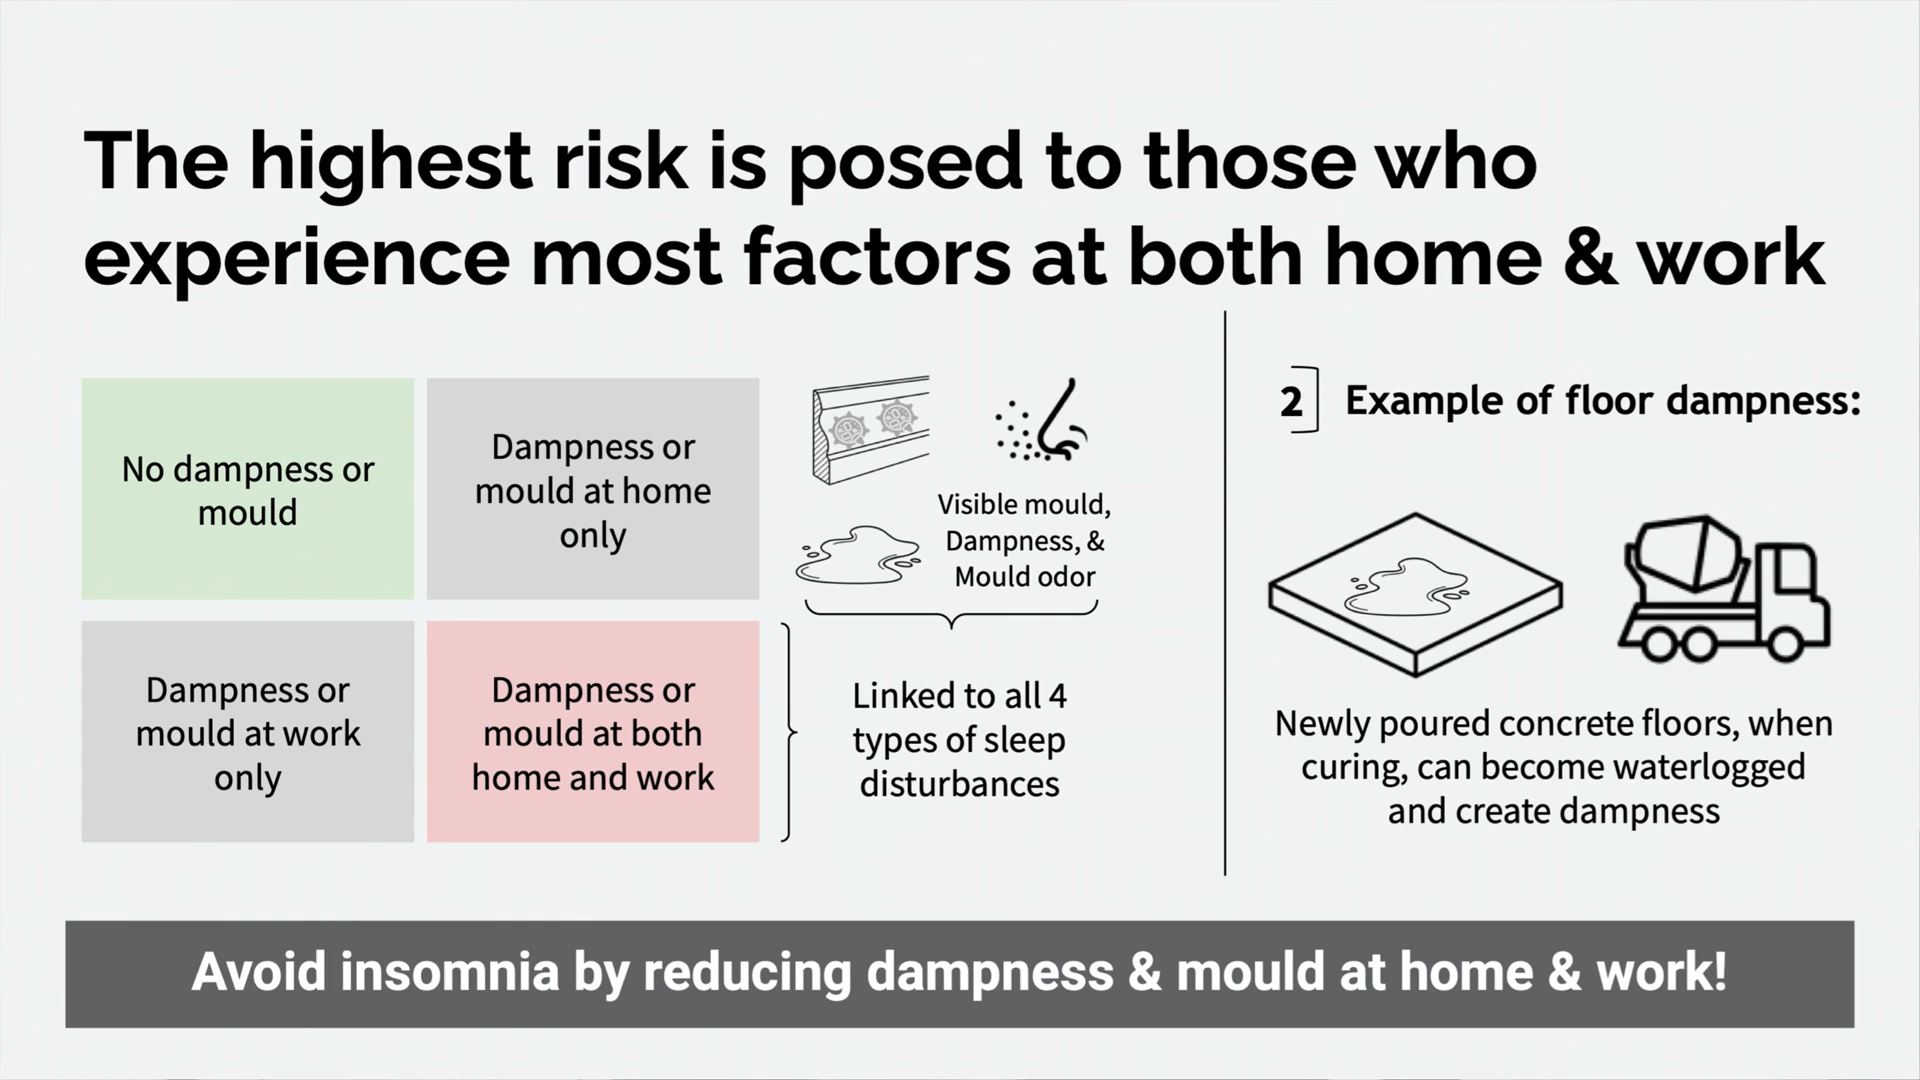 The highest risk is posed to those who
experience most factors at both home & work
No dampness or
mould
Dampness or
mould at home
only
Dampness or
mould at work
only
Dampness or
mould at both
home and work
Visible mould,
Dampness, &
Mould odor
Linked to all 4
types of sleep
disturbances
2 Example of floor dampness:
Newly poured concrete floors, when
curing, can become waterlogged
and create dampness
Avoid insomnia by reducing dampness & mould at home & work!